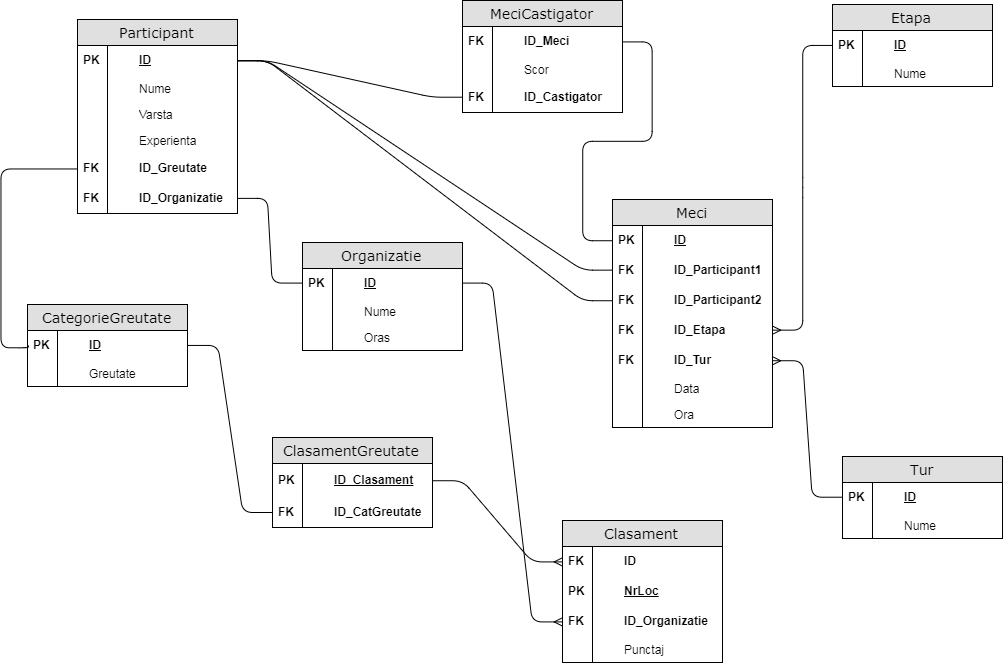 Participant
PK ID
Nume
Varsta
Experienta
FK ID_Greutate
FK ID_Organizatie
MeciCastigator
FK ID_Meci
Scor
FK ID_Castigator
Etapa
PK ID
Nume
Meci
PK ID
FK ID_Participant1
FK ID_Participant2
FK ID_Etapa
FK ID_Tur
Data
Ora
Organizatie
PK ID
Nume
Oras
CategorieGreutate
PK ID
Greutate
ClasamentGreutate
PK ID_Clasament
FK ID_CatGreutate
Tur
PK ID
Nume
Clasament
FK ID
PK NrLoc
FK ID_Organizatie
Punctaj